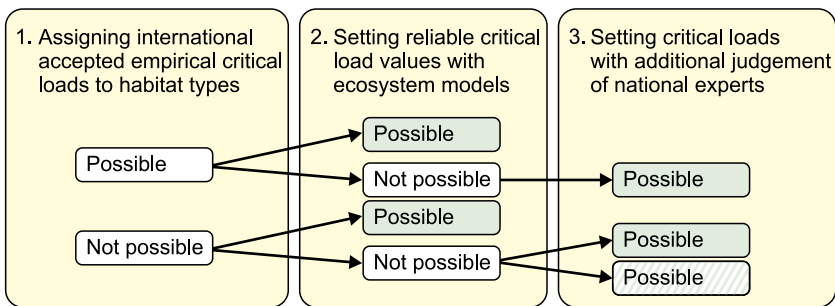 1. Assigning international
accepted empirical critical
loads to habitat types
Possible
Not possible
2. Setting reliable critical
load values with
ecosystem models
Possible
Not possible
Possible
Not possible
3. Setting critical loads
with additional judgement
of national experts
Possible
Possible
Possible